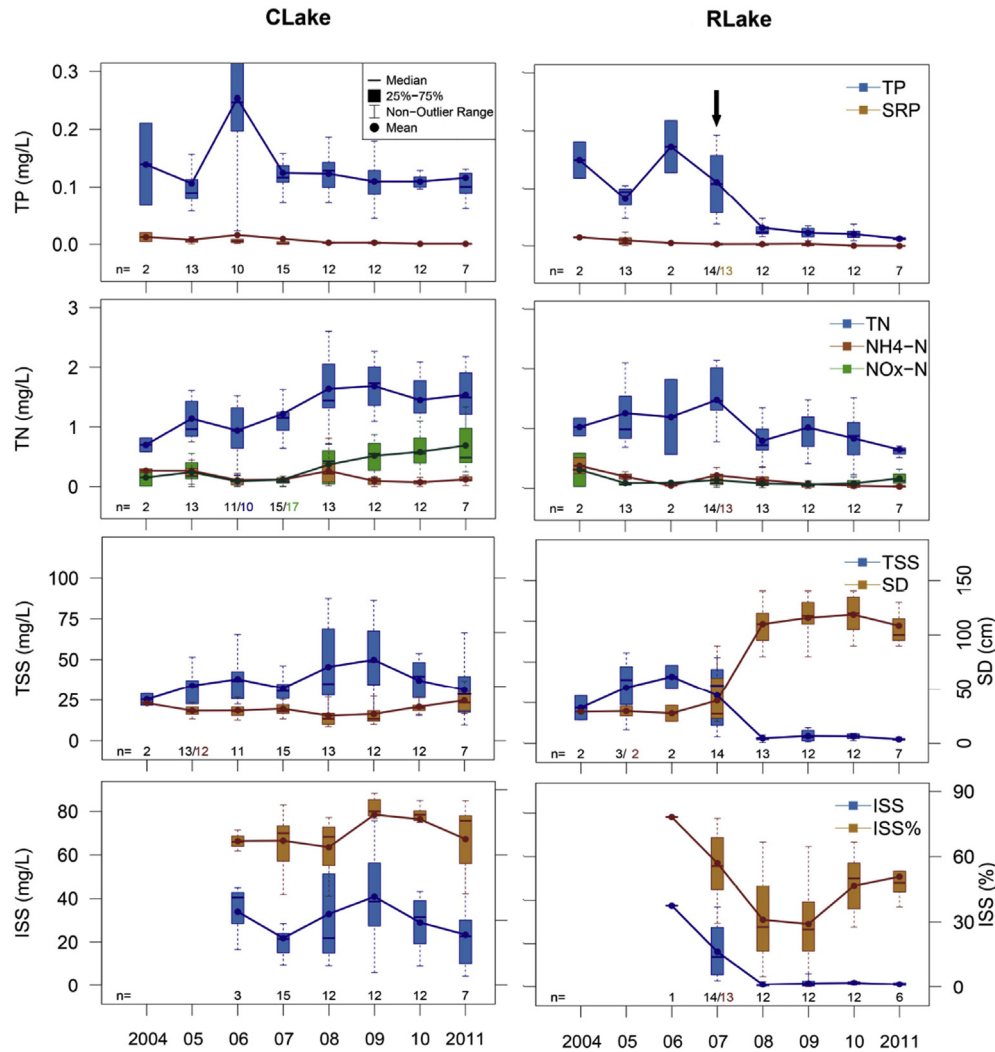 CLake
RLake
TP (mg/L)
0.3
0.2
0.1
0.0
Median
25%−75%
Non-Outlier Range
Mean
n= 2 13 10 15 12 12 12 7
TP
SRP
n= 2 13 2 14/13 12 12 12 7
TN (mg/L)
3
2
1
0
n= 2 13 11/10 15/17 13 12 12 7
TN
NH4−N
NOx−N
n= 2 13 2 14/13 12 12 12 7
TSS (mg/L)
100
75
50
25
0
n= 2 13/12 11 15 13 12 12 7
TSS
SD
150
100
50
0
SD (cm)
n= 2 3/ 2 2 14 13 12 12 7
ISS (mg/L)
80
60
40
20
0
n= 3 15 12 12 12 7
ISS
ISS%
90
60
30
0
ISS (%)
n= 1 14/13 12 12 12 6
2004 05 06 07 08 09 10 2011
2004 05 06 07 08 09 10 2011